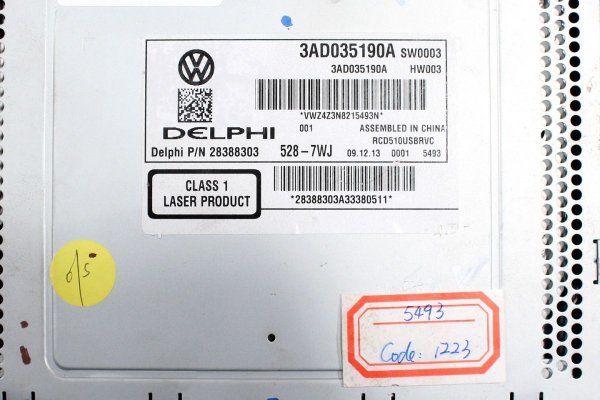 3AD035190A SW0003
3AD035190A HW003
*VWZ4Z3N8215493N*
DELPHI
001 ASSEMBLED IN CHINA
RCD510USBRVC
Delphi P/N 28388303 528-7WJ 09.12.13 0001 5493
CLASS 1
LASER PRODUCT
*28388303A33380511*
5493
Code: 1223